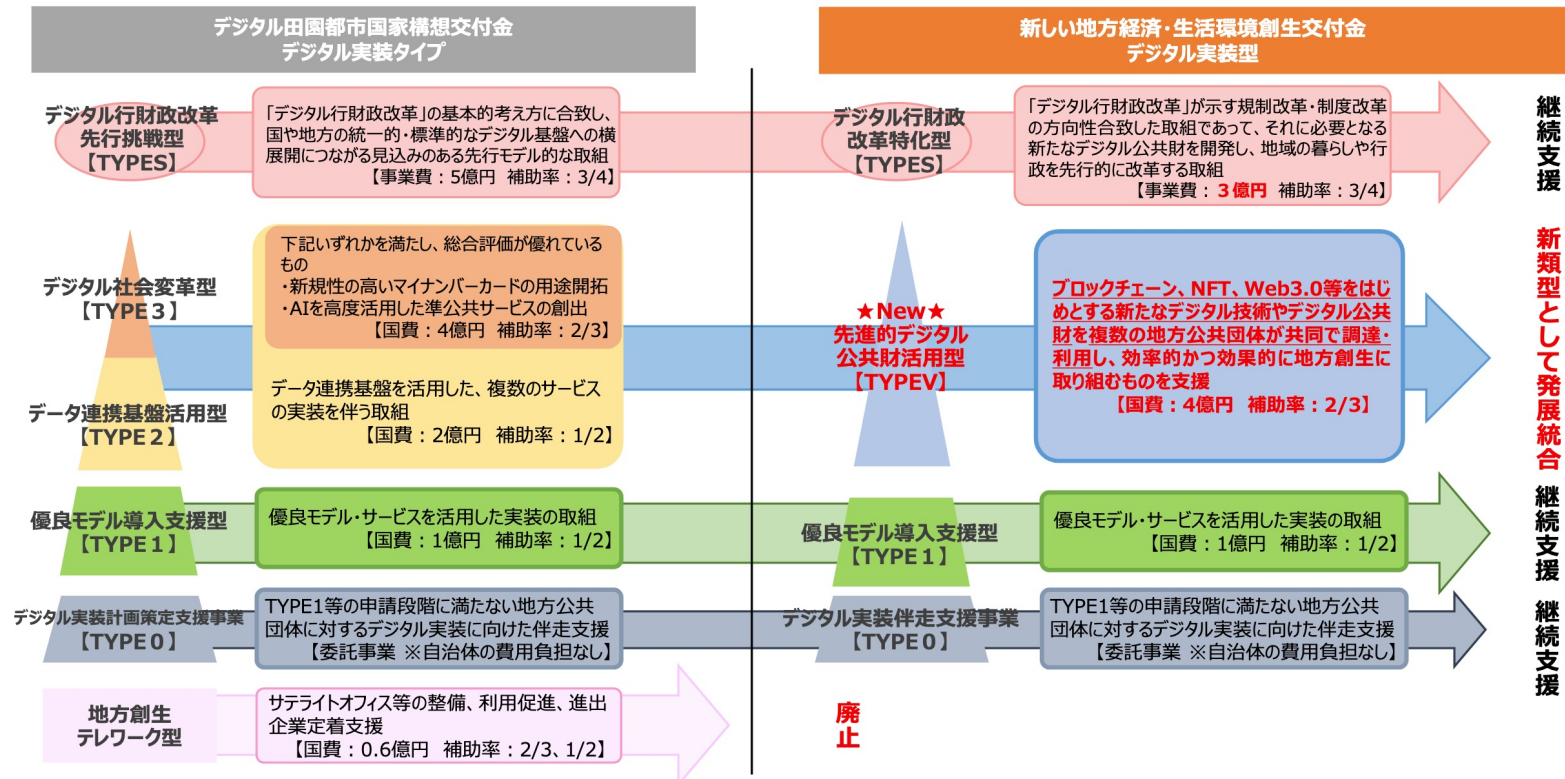 デジタル田園都市国家構想交付金
デジタル実装タイプ
新しい地方経済・生活環境創生交付金
デジタル実装型
デジタル行財政改革
先行挑戦型
【TYPES】
「デジタル行財政改革」の基本的考え方に合致し、
国や地方の統一的・標準的なデジタル基盤への横
展開につながる見込みのある先行モデル的な取組
【事業費：5億円 補助率：3/4】
デジタル行財政
改革特化型
【TYPES】
「デジタル行財政改革」が示す規制改革・制度改革
の方向性合致した取組であって、それに必要となる
新たなデジタル公共財を開発し、地域の暮らしや行
政を先行的に改革する取組
【事業費：３億円 補助率：3/4】
継続支援
デジタル社会変革型
【TYPE３】
下記いずれかを満たし、総合評価が優れている
もの
・新規性の高いマイナンバーカードの用途開拓
・AIを高度活用した準公共サービスの創出
【国費：4億円 補助率：2/3】
データ連携基盤活用型
【TYPE２】
データ連携基盤を活用した、複数のサービス
の実装を伴う取組
【国費：2億円 補助率：1/2】
★New★
先進的デジタル
公共財活用型
【TYPEV】
ブロックチェーン、NFT、Web3.0等をはじ
めとする新たなデジタル技術やデジタル公共
財を複数の地方公共団体が共同で調達・
利用し、効率的かつ効果的に地方創生に
取り組むものを支援
【国費：4億円 補助率：2/3】
新類型として発展統合
優良モデル導入支援型
【TYPE１】
優良モデル・サービスを活用した実装の取組
【国費：1億円 補助率：1/2】
優良モデル導入支援型
【TYPE１】
優良モデル・サービスを活用した実装の取組
【国費：1億円 補助率：1/2】
継続支援
デジタル実装計画策定支援事業
【TYPE０】
TYPE1等の申請段階に満たない地方公共
団体に対するデジタル実装に向けた伴走支援
【委託事業 ※自治体の費用負担なし】
デジタル実装伴走支援事業
【TYPE０】
TYPE1等の申請段階に満たない地方公共
団体に対するデジタル実装に向けた伴走支援
【委託事業 ※自治体の費用負担なし】
継続支援
地方創生
テレワーク型
サテライトオフィス等の整備、利用促進、進出
企業定着支援
【国費：0.6億円 補助率：2/3、1/2】
廃止